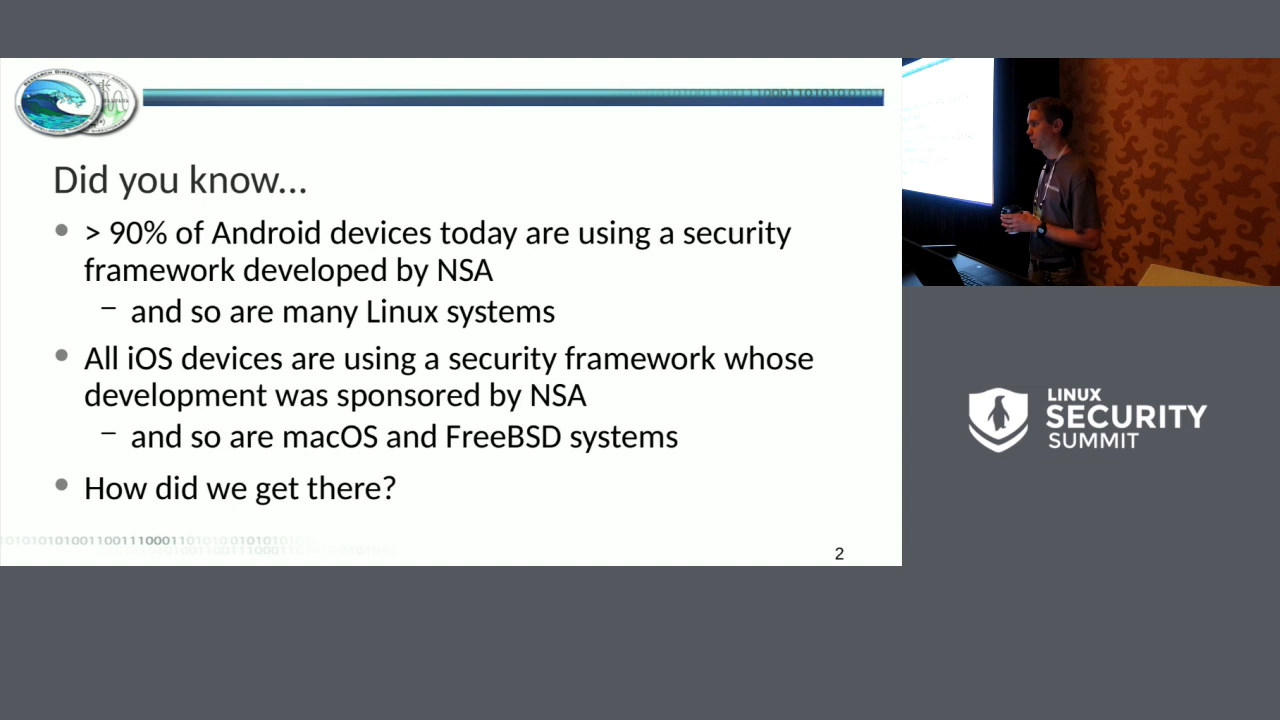 Did you know...
> 90% of Android devices today are using a security
framework developed by NSA
– and so are many Linux systems
All iOS devices are using a security framework whose
development was sponsored by NSA
– and so are macOS and FreeBSD systems
How did we get there?
2
LINUX
SECURITY
SUMMIT